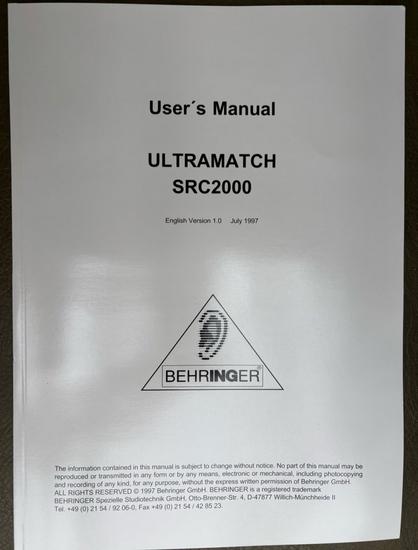 User´s Manual
ULTRAMATCH
SRC2000
English Version 1.0 July 1997
BEHRINGER®
The information contained in this manual is subject to change without notice. No part of this manual may be
reproduced or transmitted in any form or by any means, electronic or mechanical, including photocopying
and recording of any kind, for any purpose, without the express written permission of Behringer GmbH.
ALL RIGHTS RESERVED © 1997 Behringer GmbH. BEHRINGER is a registered trademark.
BEHRINGER Spezielle Studiotechnik GmbH, Otto-Brenner-Str. 4, D-47877 Willich-Münchheide II
Tel. +49 (0) 21 54 / 92 06-0, Fax +49 (0) 21 54 / 42 85 23.